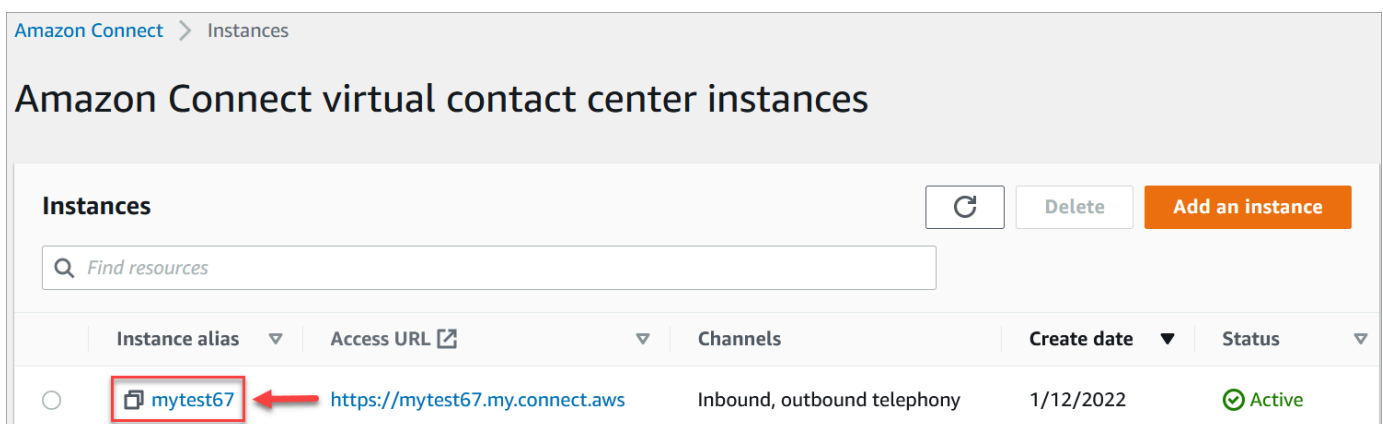 Amazon Connect > Instances
Amazon Connect virtual contact center instances
Instances Delete Add an instance
Find resources
Instance alias Access URL Channels Create date Status
mytest67 https://mytest67.my.connect.aws Inbound, outbound telephony 1/12/2022 Active